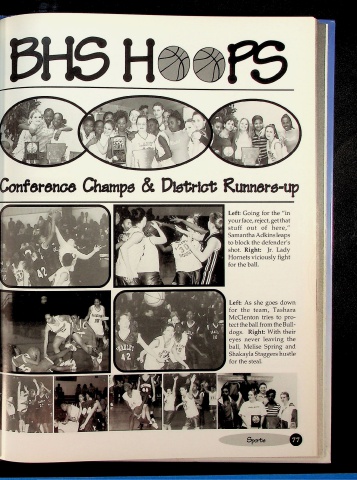 BHS HOOPS
Conference Champs & District Runners-up
Left: Going for the "in
your face, reject, get that
stuff out of here,"
Samantha Adkins leaps
to block the defender's
shot. Right: Jr. Lady
Hornets viciously fight
for the ball.
Left: As she goes down
for the team, Tashara
McClenton tries to pro-
tect the ball from the Bull-
dogs. Right: With their
eyes never leaving the
ball, Melise Spring and
Shakayla Staggers hustle
for the steal.
42
42
Sports 77